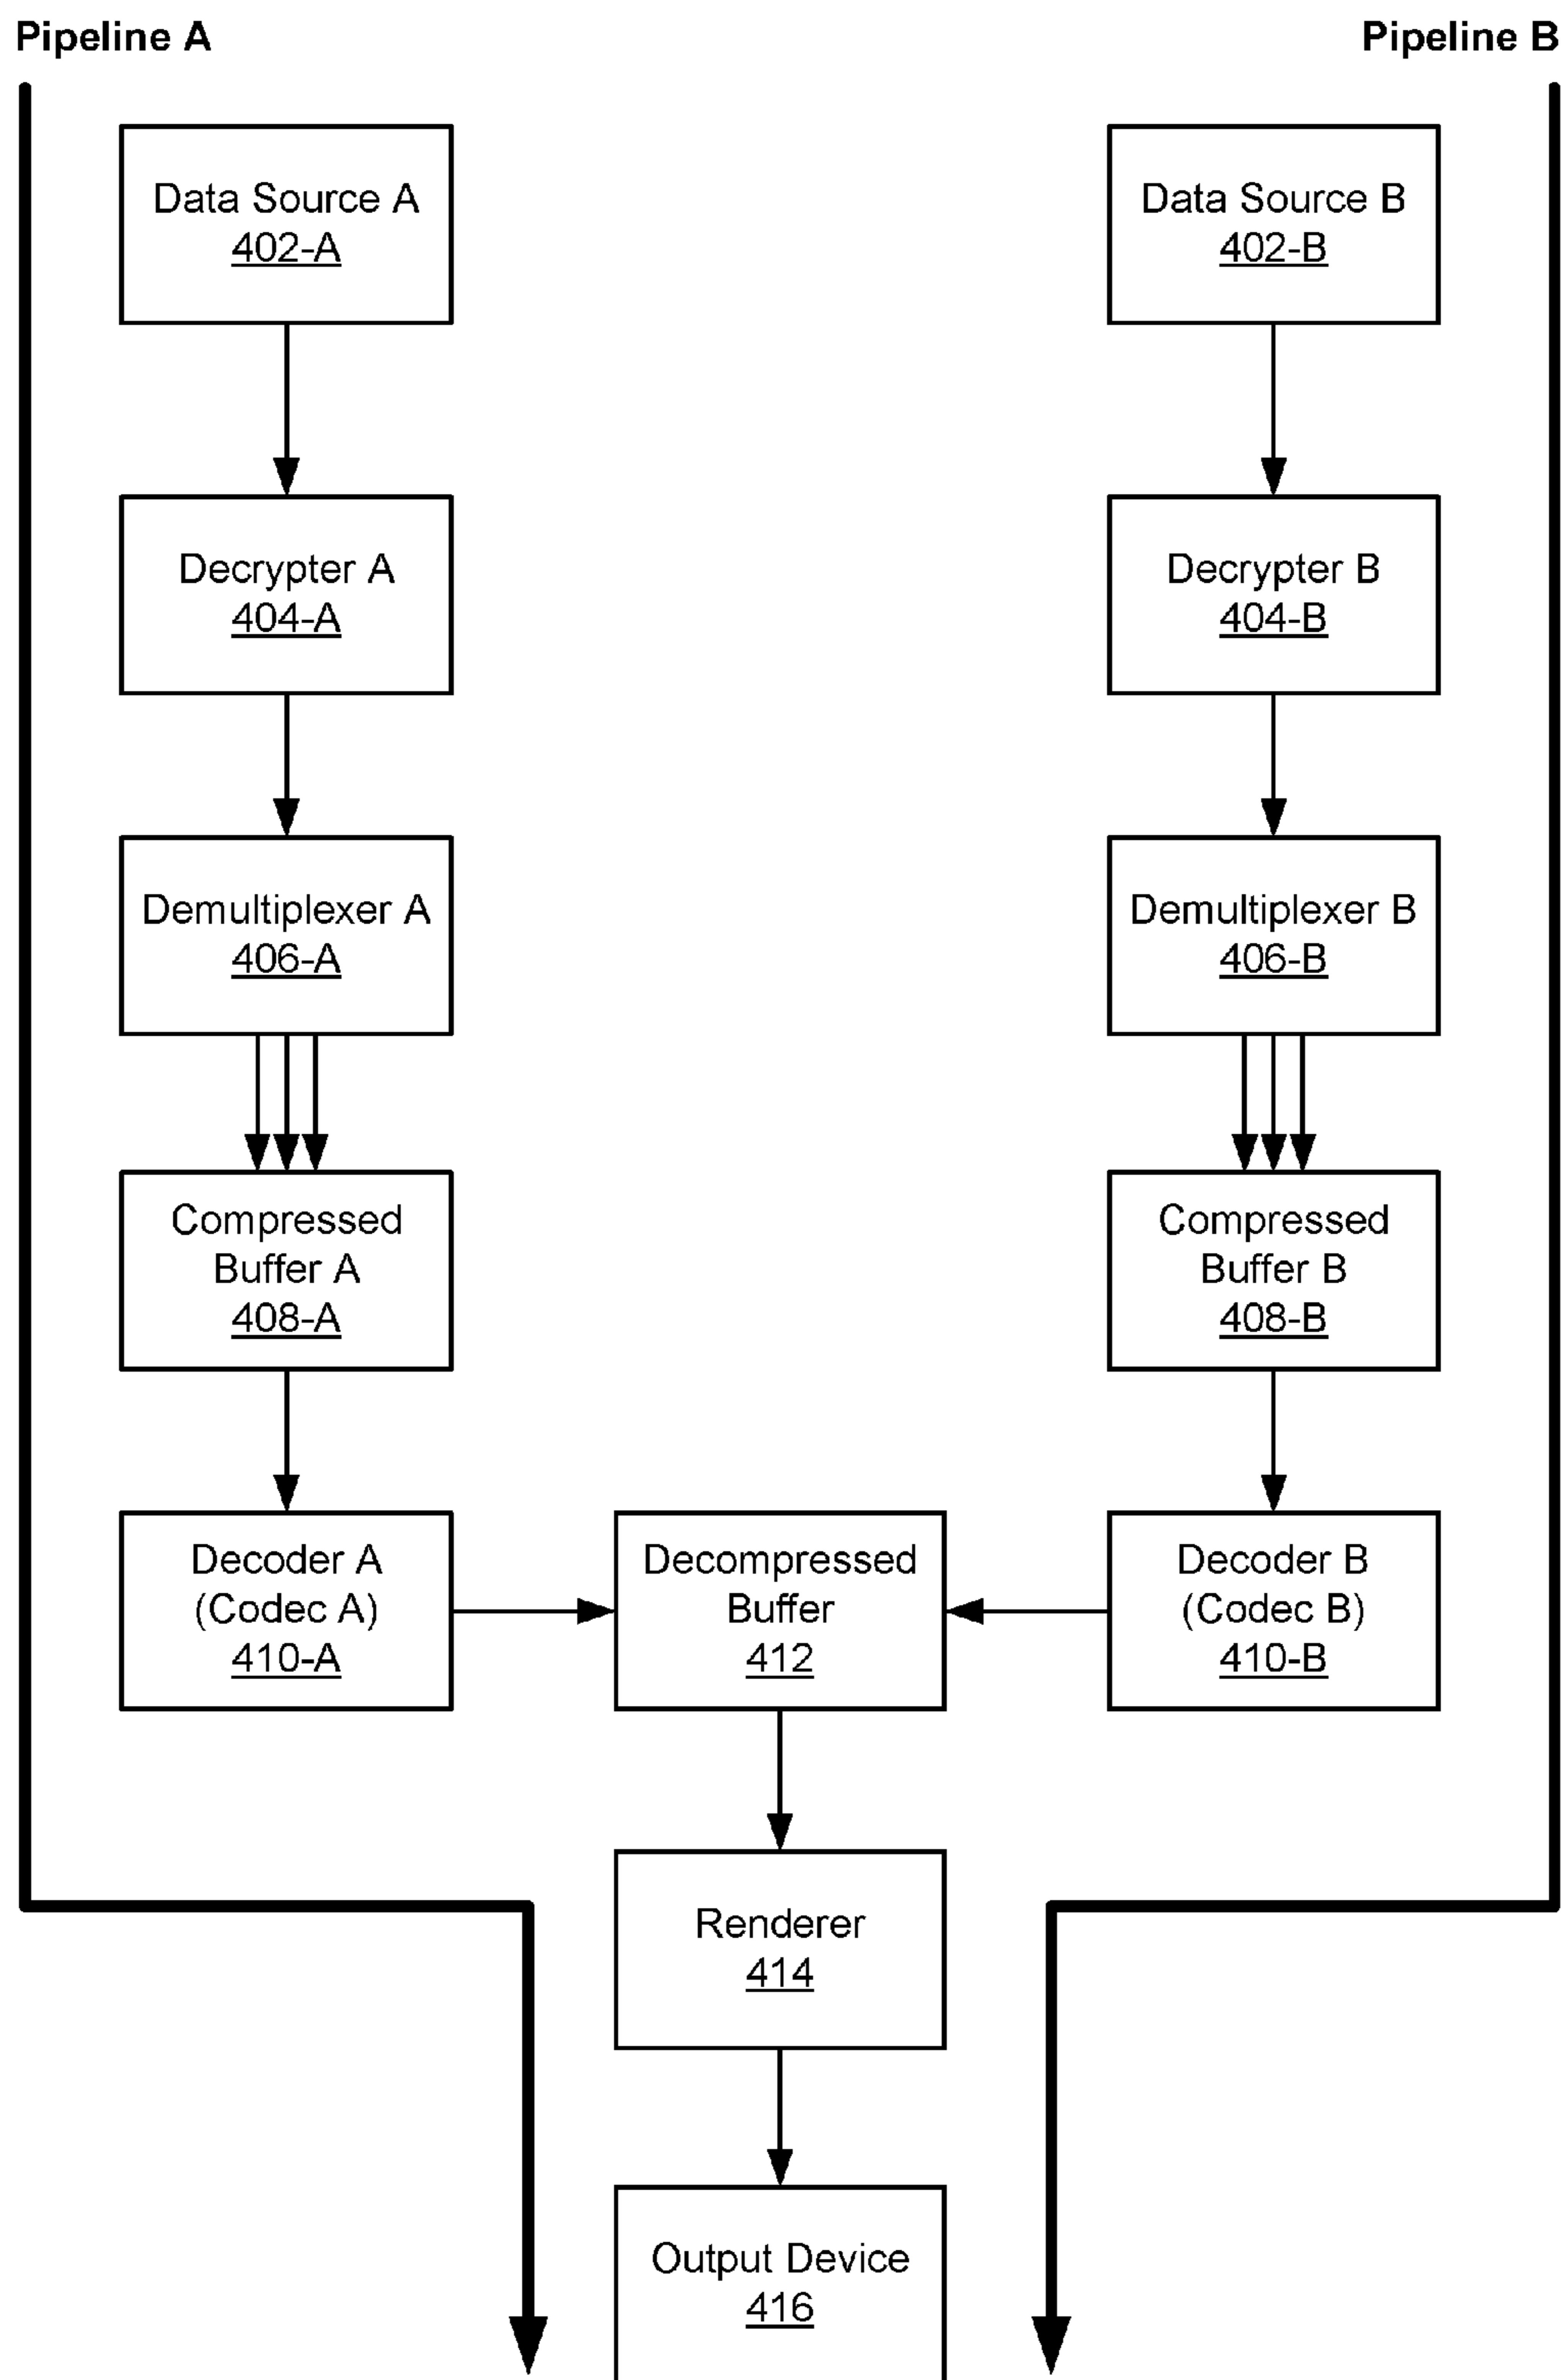 Pipeline A
Pipeline B
Data Source A
402-A
Data Source B
402-B
Decrypter A
404-A
Decrypter B
404-B
Demultiplexer A
406-A
Demultiplexer B
406-B
Compressed
Buffer A
408-A
Compressed
Buffer B
408-B
Decoder A
(Codec A)
410-A
Decompressed
Buffer
412
Decoder B
(Codec B)
410-B
Renderer
414
Output Device
416